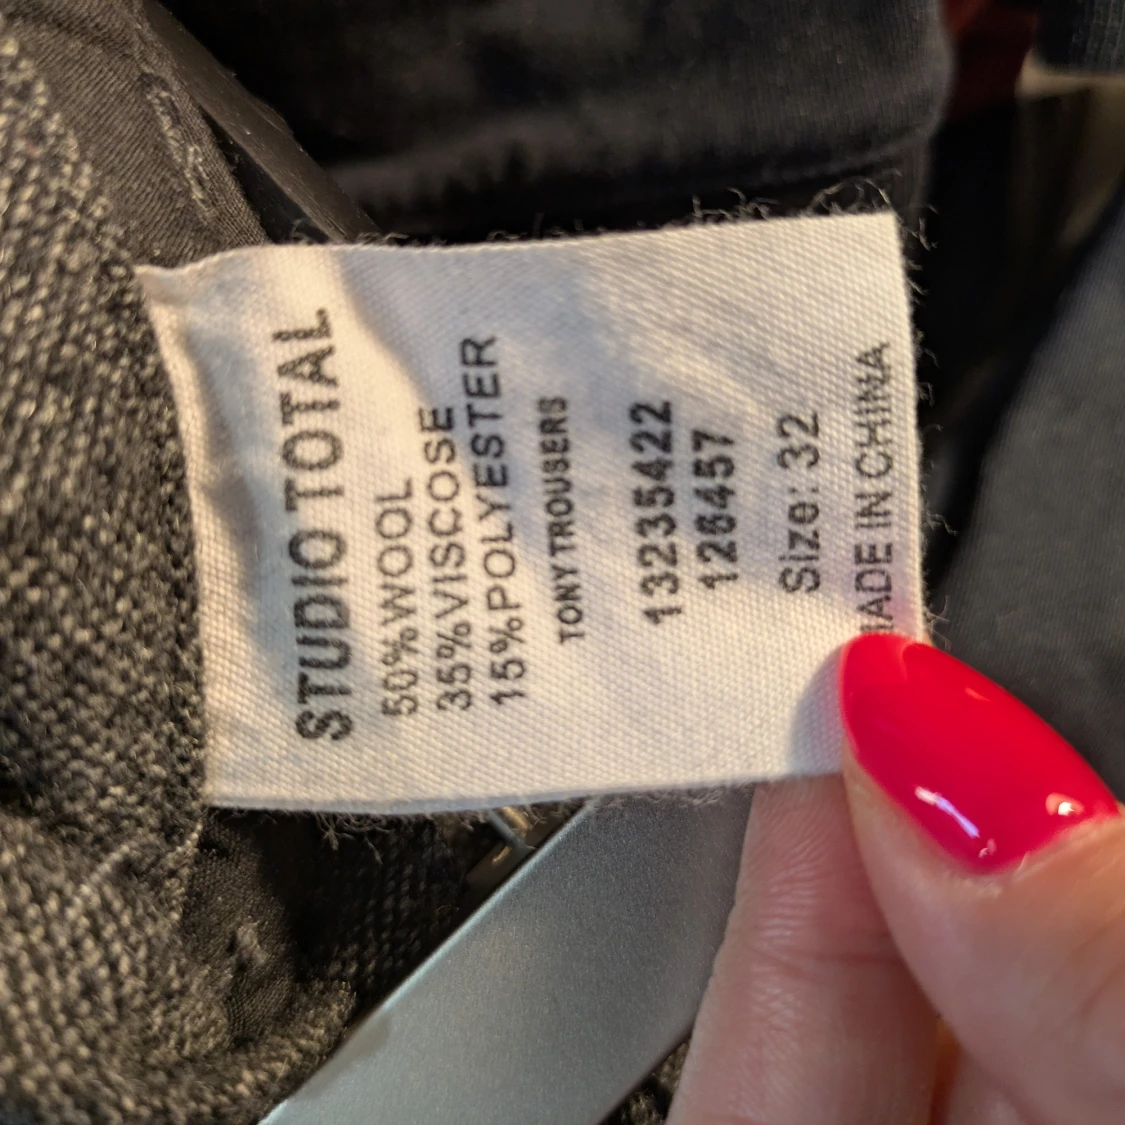 STUDIO TOTAL
50%WOOL
35%VISCOSE
15%POLYESTER
TONY TROUSERS
13235422
126457
Size: 32
MADE IN CHINA